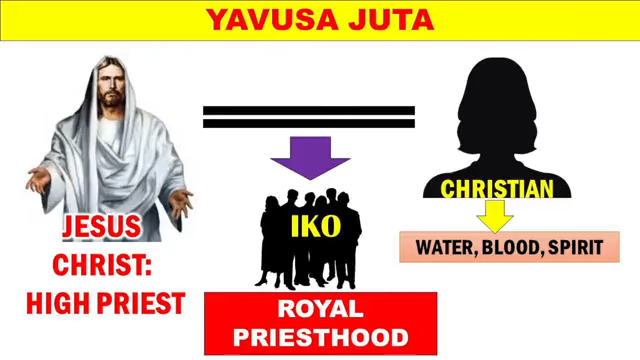 YAVUSA JUTA
JESUS
CHRIST:
HIGH PRIEST
IKO
ROYAL
PRIESTHOOD
CHRISTIAN
WATER, BLOOD, SPIRIT